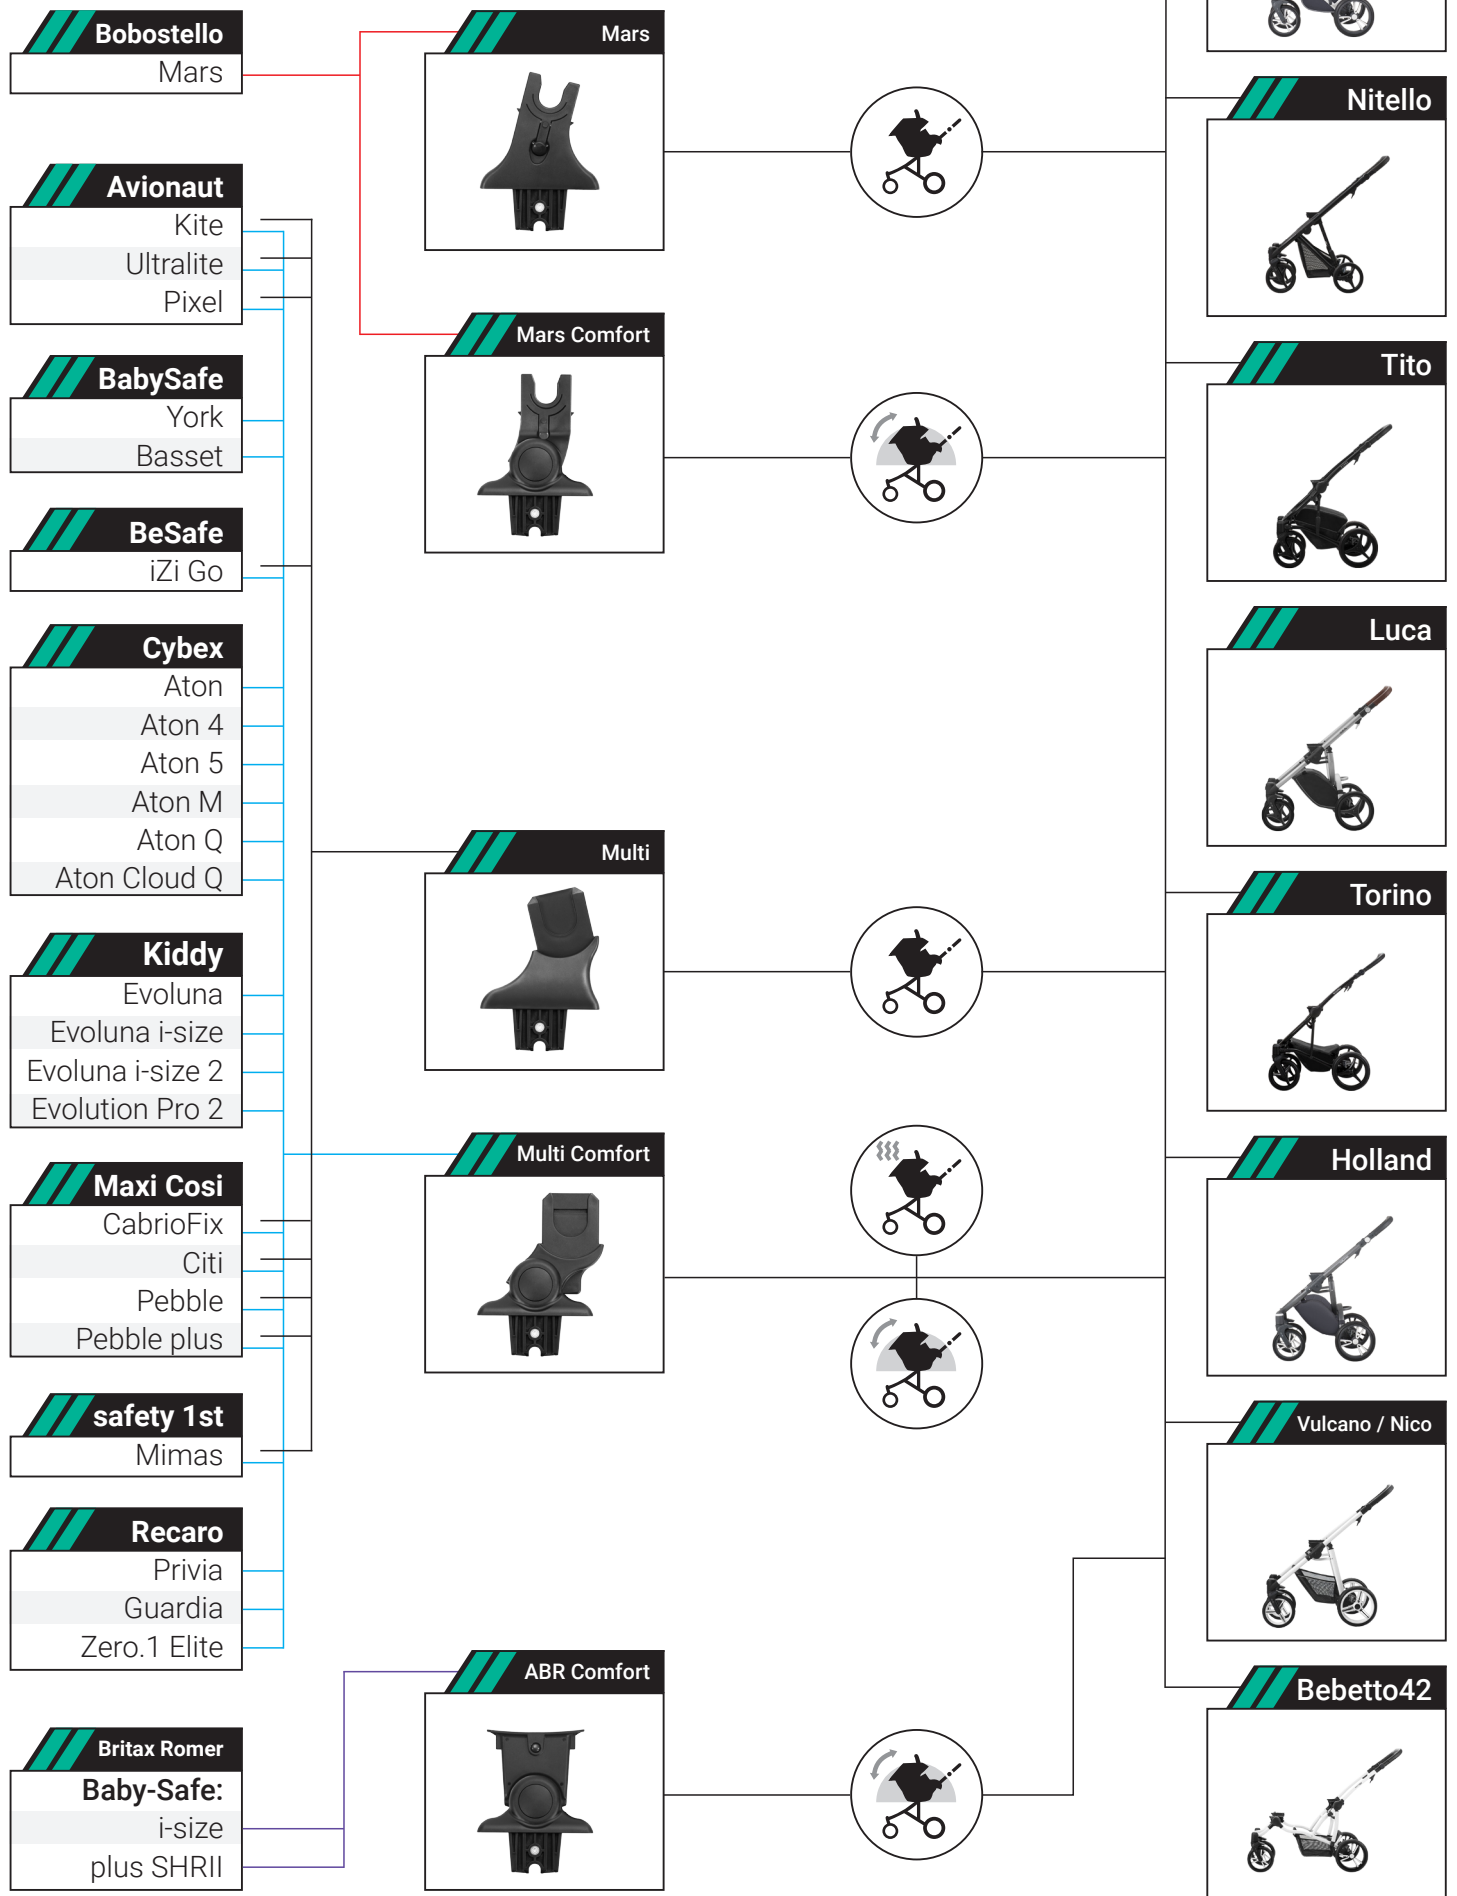 Bobostello
Mars
Avionaut
Kite
Ultralite
Pixel
BabySafe
York
Basset
BeSafe
iZi Go
Cybex
Aton
Aton 4
Aton 5
Aton M
Aton Q
Aton Cloud Q
Kiddy
Evoluna
Evoluna i-size
Evoluna i-size 2
Evolution Pro 2
Maxi Cosi
CabrioFix
Citi
Pebble
Pebble plus
safety 1st
Mimas
Recaro
Privia
Guardia
Zero.1 Elite
Britax Romer
Baby-Safe:
i-size
plus SHRII
Mars
Mars Comfort
Multi
Multi Comfort
ABR Comfort
Nitello
Tito
Luca
Torino
Holland
Vulcano / Nico
Bebetto42